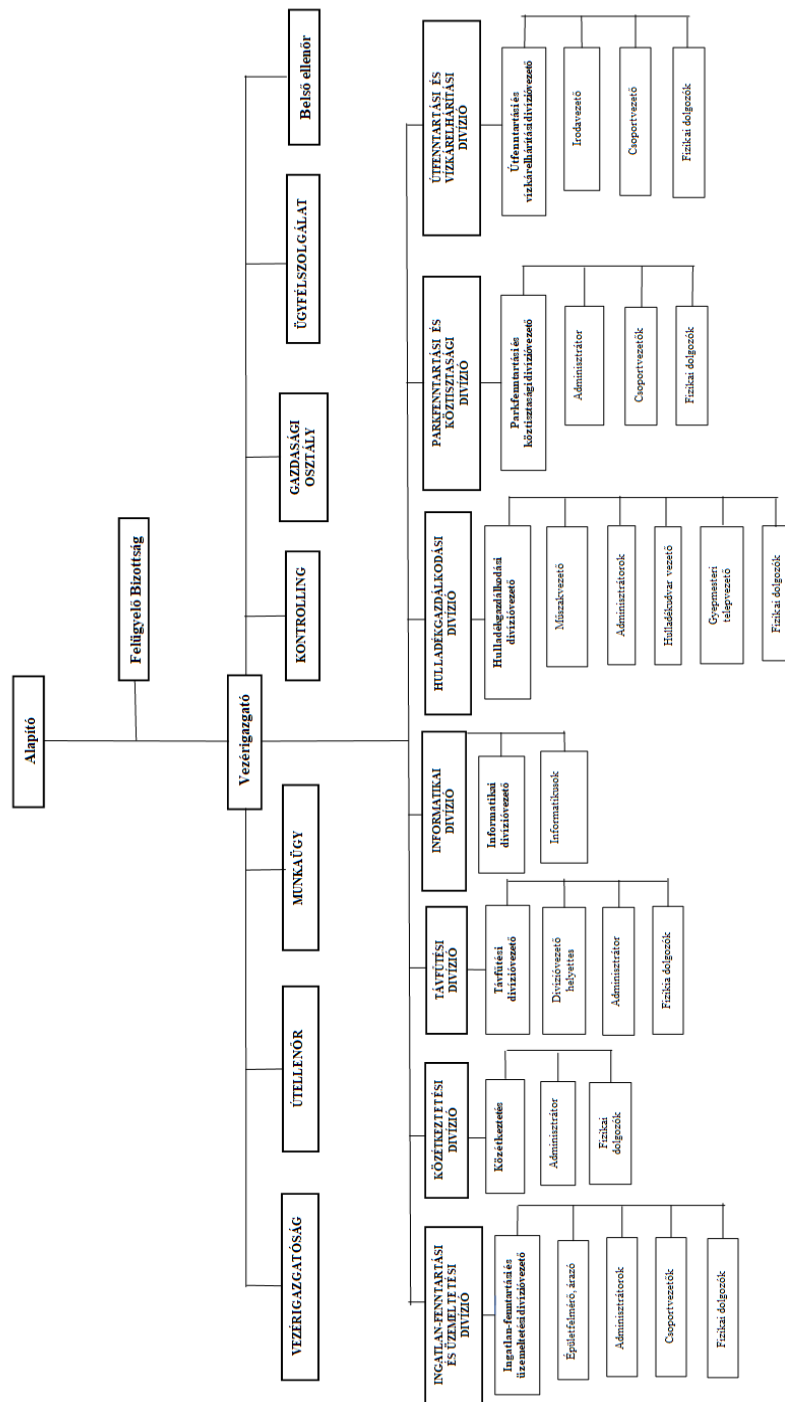 Alapító
Felügyelő Bizottság
Vezérigazgató
VEZÉRIGAZGATÓSÁG
ÚTELLENŐR
MUNKAÜGY
KONTROLLING
GAZDASÁGI
OSZTÁLY
ÜGYFÉLSZOLGÁLAT
Belső ellenőr
INGATLAN-FENNTARTÁSI
ÉS ÜZEMELTETÉSI
DIVÍZIÓ
Ingatlan-fenntartási és
üzemeltetési divízióvezető
Épületfelmérő, árazó
Adminisztrátorok
Csoportvezetők
Fizikai dolgozók
KÖZÉTKEZTETÉSI
DIVÍZIÓ
Közétkeztetés
Adminisztrátor
Fizikai
dolgozók
TÁVFŰTÉSI
DIVÍZIÓ
Távfűtési
divízióvezető
Divízióvezető
helyettes
Adminisztrátor
Fizikia dolgozók
INFORMATIKAI
DIVÍZIÓ
Informatikai
divízióvezető
Informatikusok
HULLADÉKGAZDÁLKODÁSI
DIVÍZIÓ
Hulladékgazdálkodási
divízióvezető
Műszakvezető
Adminisztrátorok
Hulladékudvar vezető
Gyepmesteri
telepvezető
Fizikai dolgozók
PARKFENNTARTÁSI ÉS
KÖZTISZTASÁGI
DIVÍZIÓ
Parkfenntartási és
köztisztasági divízióvezető
Adminisztrátor
Csoportvezetők
Fizikai dolgozók
ÚTFENNTARTÁSI ÉS
VÍZKÁRELHÁRÍTÁSI
DIVÍZIÓ
Útfenntartási és
vízkárelhárítási divízióvezető
Irodavezető
Csoportvezető
Fizikai dolgozók